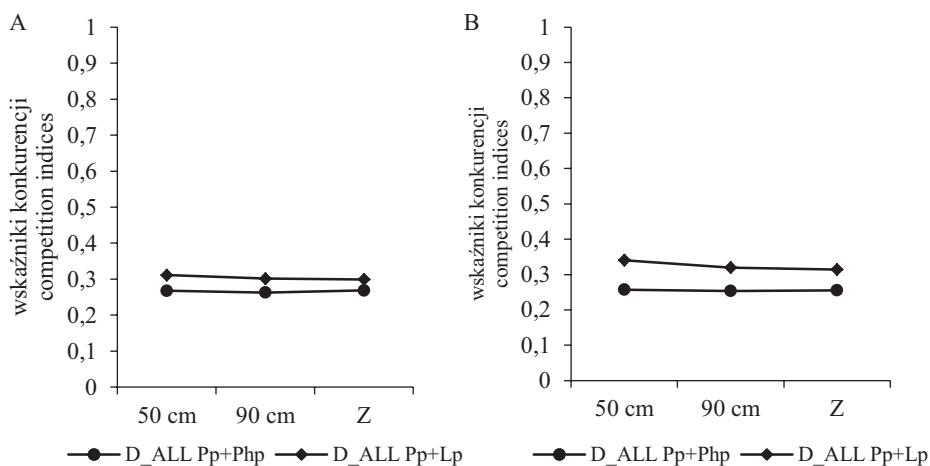 A
wskaźniki konkurencji
competition indices
1
0,9
0,8
0,7
0,6
0,5
0,4
0,3
0,2
0,1
0
50 cm 90 cm Z
D_ALL Pp+Php D_ALL Pp+Lp
B
wskaźniki konkurencji
competition indices
1
0,9
0,8
0,7
0,6
0,5
0,4
0,3
0,2
0,1
0
50 cm 90 cm Z
D_ALL Pp+Php D_ALL Pp+Lp